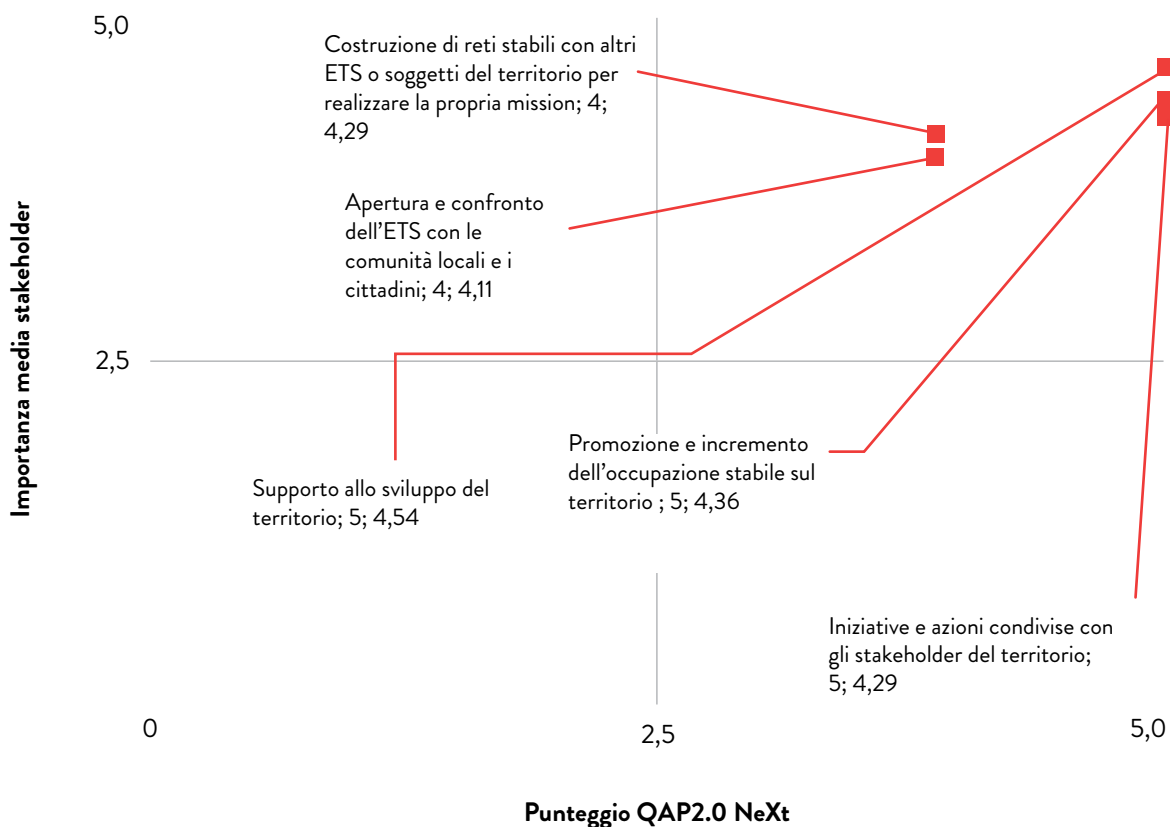 5,0
Costruzione di reti stabili con altri
ETS o soggetti del territorio per
realizzare la propria mission; 4;
4,29
Apertura e confronto
dell'ETS con le
comunità locali e i
cittadini; 4; 4,11
Importanza media stakeholder
2,5
Promozione e incremento
dell'occupazione stabile sul
territorio ; 5; 4,36
Supporto allo sviluppo del
territorio; 5; 4,54
Iniziative e azioni condivise con
gli stakeholder del territorio;
5; 4,29
0
2,5
5,0
Punteggio QAP2.0 NeXt